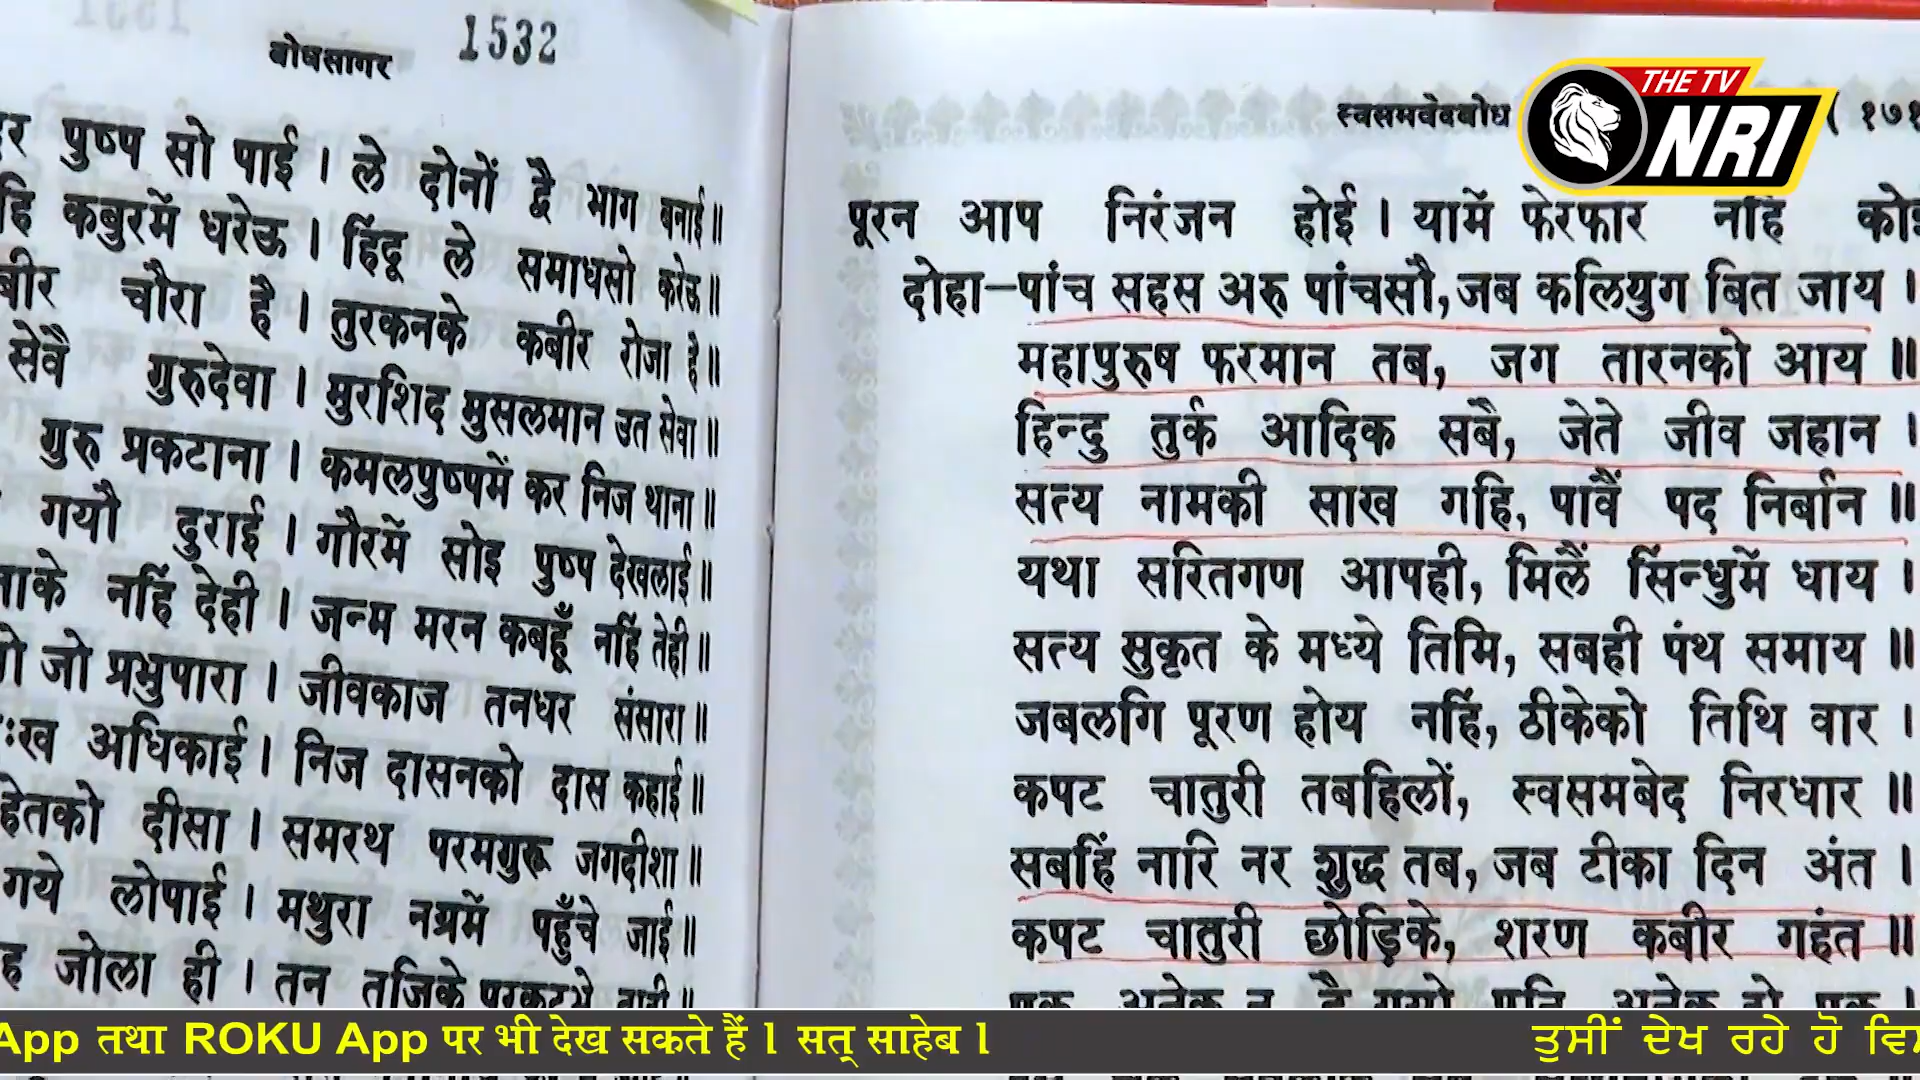 बोधसागर
1532
पुष्प सो पाई । ले दोनों द्वै भाग बनाई॥
हि कबुरमें धरेऊ । हिंदू ले समाधसो करेऊ॥
चौरा है । तुरकनके कबीर रोजा है॥
सेवै गुरुदेवा । मुरशिद मुसलमान उत सेवा॥
गुरु प्रकटाना । कमलपुष्पमें कर निज थाना॥
गयौ दुराई । गौरमें सोइ पुष्प देखलाई॥
नहिं देही । जन्म मरन कबहूँ नहिं तेही॥
जो प्रभुपारा । जीवकाज तनधर संसारा॥
अधिकाई । निज दासनको दास कहाई॥
दीसा । समरथ परमगुरू जगदीशा॥
गये लोपाई । मथुरा नग्रमें पहुँचे जाई॥
जोला ही । तन तजिके
स्वसमवेदबोध
( १७१
THE TV
NRI
पूरन आप निरंजन होई । यामें फेरफार नहिं कोई
दोहा–पांच सहस अरु पांचसौ, जब कलियुग बित जाय ।
महापुरुष फरमान तब, जग तारनको आय ॥
हिन्दु तुर्क आदिक सबै, जेते जीव जहान ।
सत्य नामकी साख गहि, पावैं पद निर्बान ॥
यथा सरितगण आपही, मिलैं सिन्धुमें धाय ।
सत्य सुकृत के मध्ये तिमि, सबही पंथ समाय ॥
जबलगि पूरण होय नहिं, ठीकेको तिथि वार ।
कपट चातुरी तबहिलों, स्वसमबेद निरधार ॥
सबहिं नारि नर शुद्ध तब, जब टीका दिन अंत ।
कपट चातुरी छोड़िके, शरण कबीर गहंत ॥
App तथा ROKU App पर भी देख सकते हैं l सत् साहेब l
ਤੁਸੀਂ ਦੇਖ ਰਹੇ ਹੋ